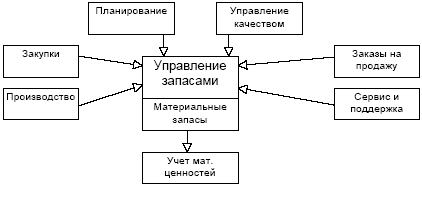 Планирование
Управление
качеством
Закупки
Управление
запасами
Заказы на
продажу
Производство
Материальные
запасы
Сервис и
поддержка
Учет мат.
ценностей